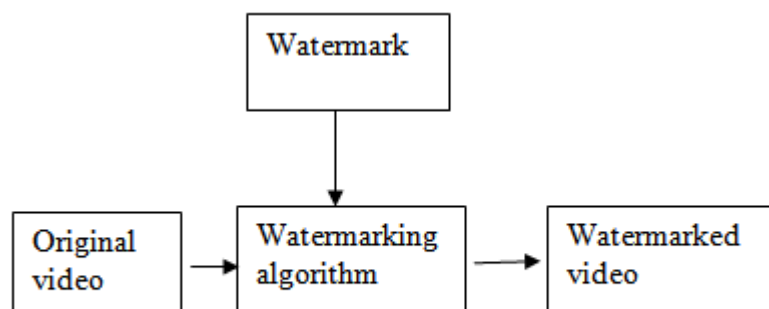 Watermark
Original
video
Watermarking
algorithm
Watermarked
video